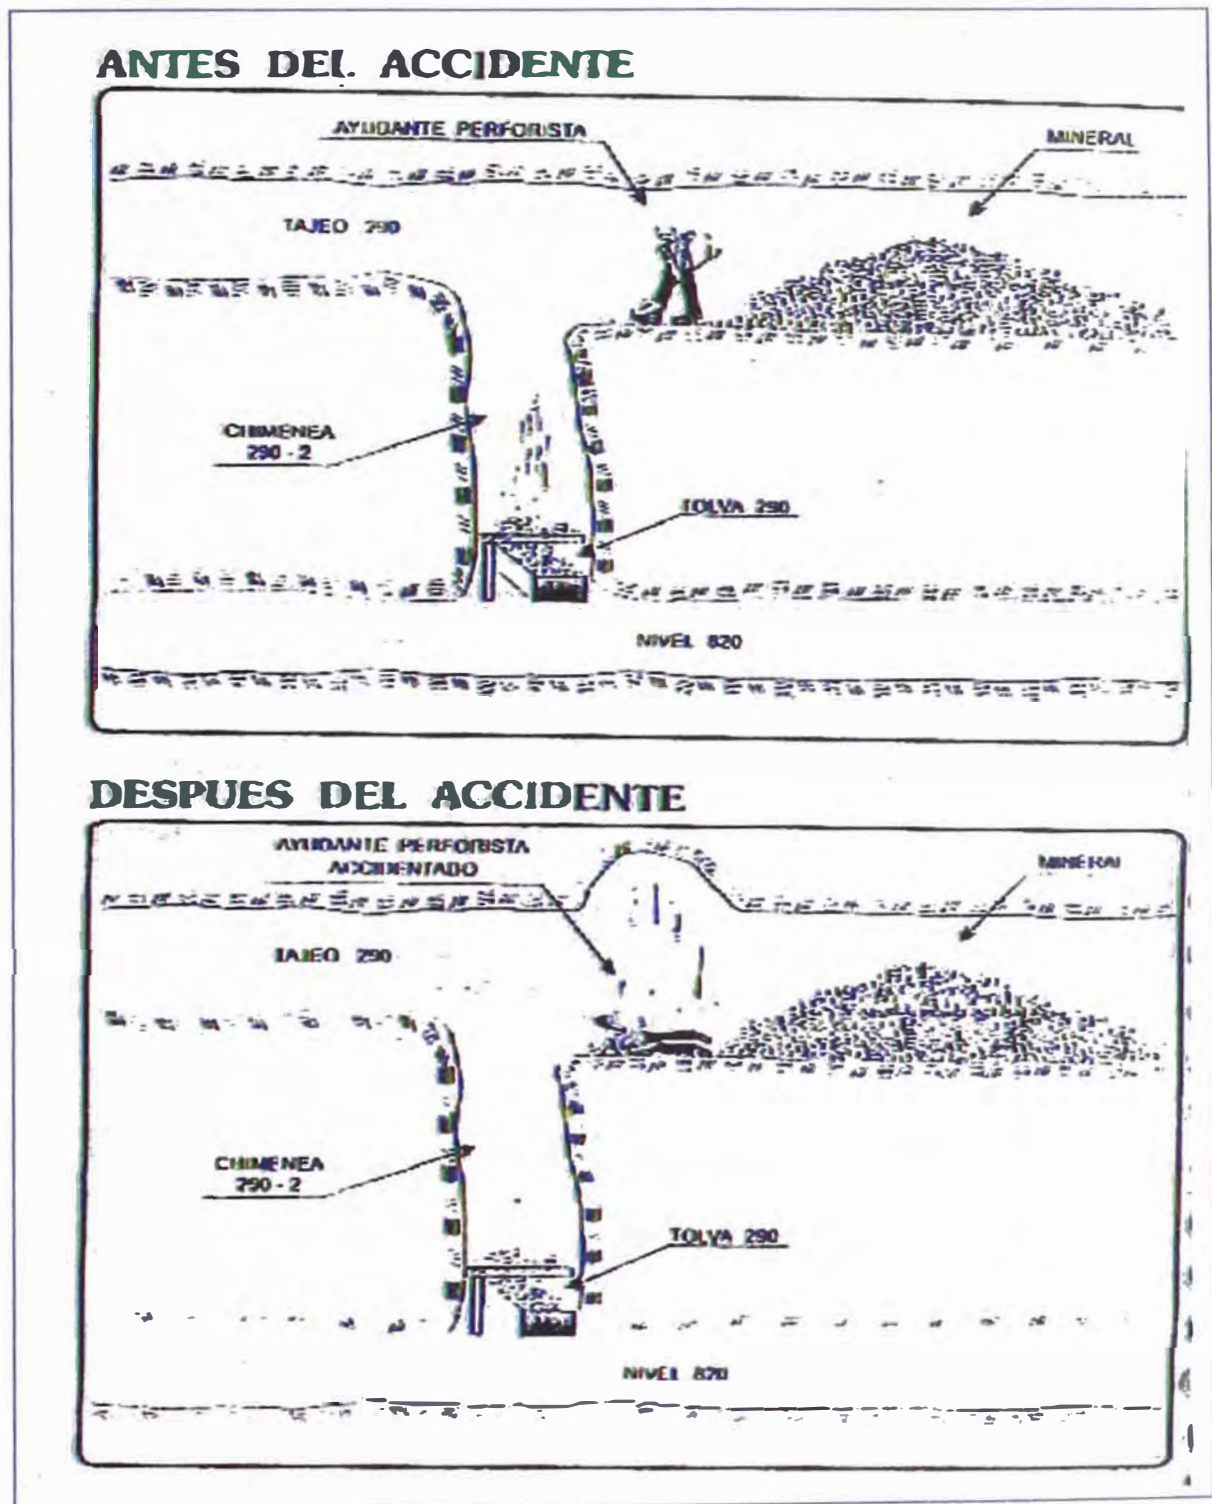 ANTES DEL ACCIDENTE
AYUDANTE PERFORISTA
MINERAL
TAJEO 290
CHIMENEA
290 - 2
TOLVA 290
NIVEL 820
DESPUES DEL ACCIDENTE
AYUDANTE PERFORISTA
ACCIDENTADO
MINERAL
TAJEO 290
CHIMENEA
290 - 2
TOLVA 290
NIVEL 820